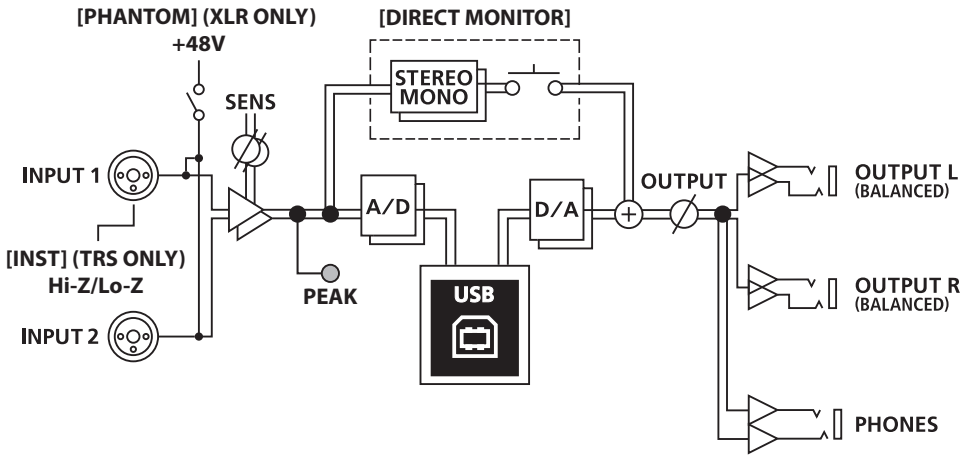 [PHANTOM] (XLR ONLY)
+48V
[DIRECT MONITOR]
STEREO
MONO
SENS
INPUT 1
A/D
D/A
OUTPUT
OUTPUT L
(BALANCED)
[INST] (TRS ONLY)
Hi-Z/Lo-Z
PEAK
USB
OUTPUT R
(BALANCED)
INPUT 2
PHONES